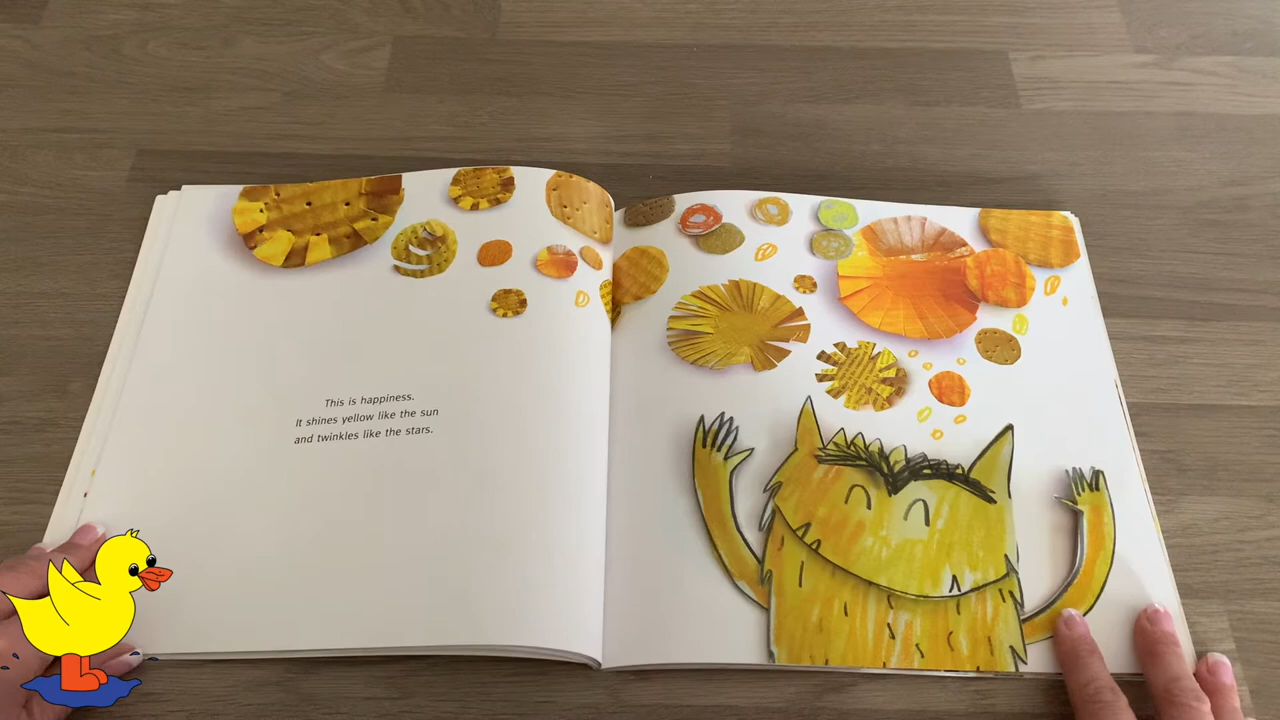 This is happiness.
It shines yellow like the sun
and twinkles like the stars.